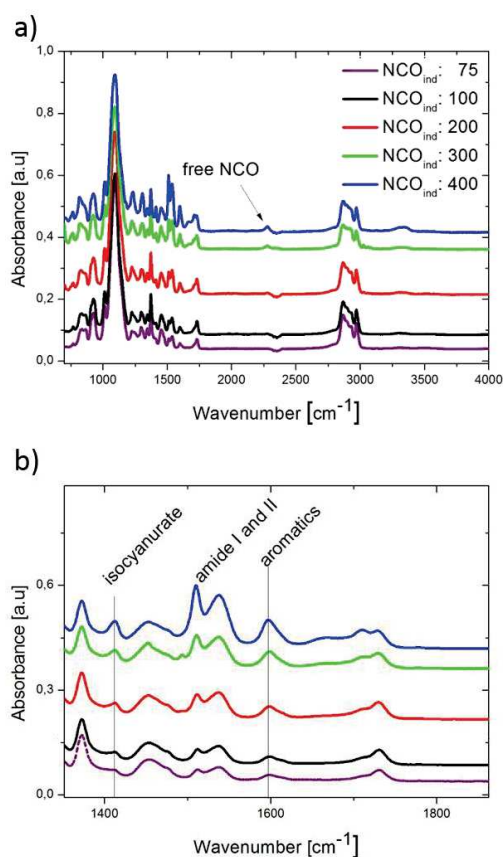 a)
1,0
0,8
0,6
0,4
0,2
0,0
Absorbance [a.u]
free NCO
NCOind: 75
NCOind: 100
NCOind: 200
NCOind: 300
NCOind: 400
1000 1500 2000 2500 3000 3500 4000
Wavenumber [cm-1]
b)
0,6
0,3
0,0
Absorbance [a.u]
isocyanurate
amide I and II
aromatics
1400 1600 1800
Wavenumber [cm-1]